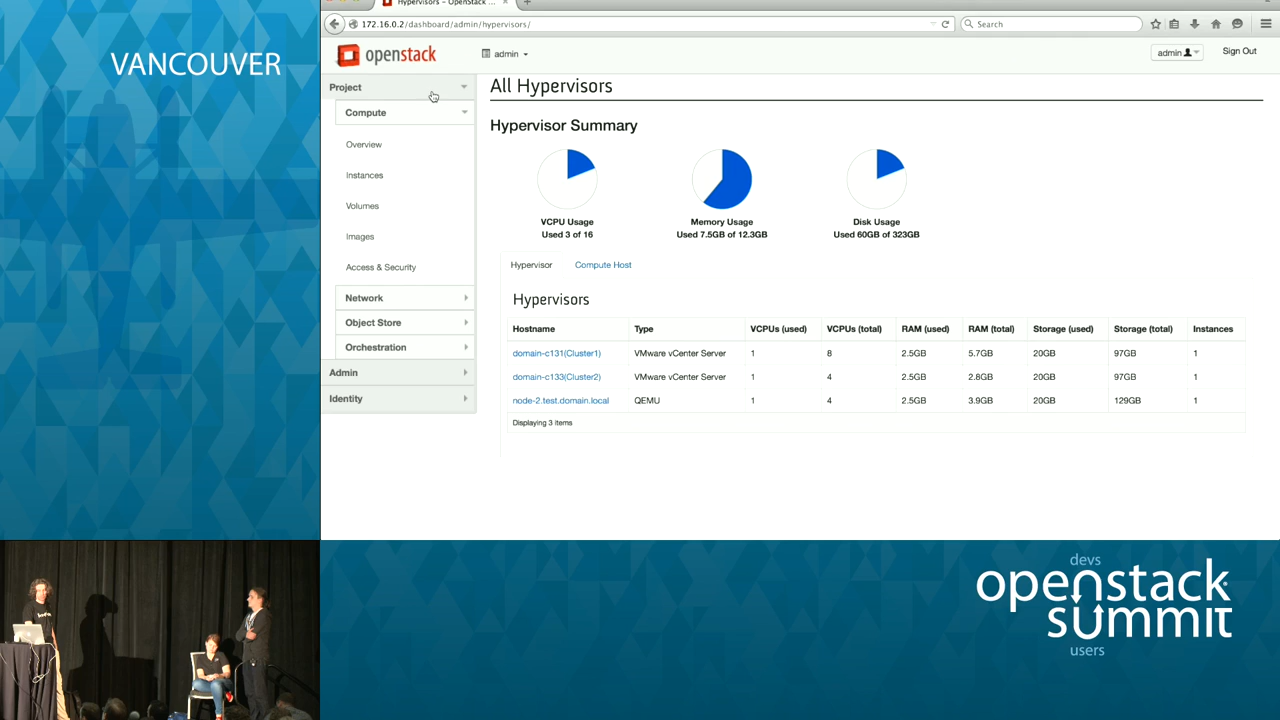 VANCOUVER
Hypervisors - OpenStack ...
172.16.0.2/dashboard/admin/hypervisors/
Search
openstack
admin
admin
Sign Out
Project
Compute
Overview
Instances
Volumes
Images
Access & Security
Network
Object Store
Orchestration
Admin
Identity
All Hypervisors
Hypervisor Summary
VCPU Usage
Used 3 of 16
Memory Usage
Used 7.5GB of 12.3GB
Disk Usage
Used 60GB of 323GB
Hypervisor Compute Host
Hypervisors
Hostname Type VCPUs (used) VCPUs (total) RAM (used) RAM (total) Storage (used) Storage (total) Instances
domain-c131(Cluster1) VMware vCenter Server 1 8 2.5GB 5.7GB 20GB 97GB 1
domain-c133(Cluster2) VMware vCenter Server 1 4 2.5GB 2.8GB 20GB 97GB 1
node-2.test.domain.local QEMU 1 4 2.5GB 3.9GB 20GB 129GB 1
Displaying 3 items
devs
openstack
summit
users